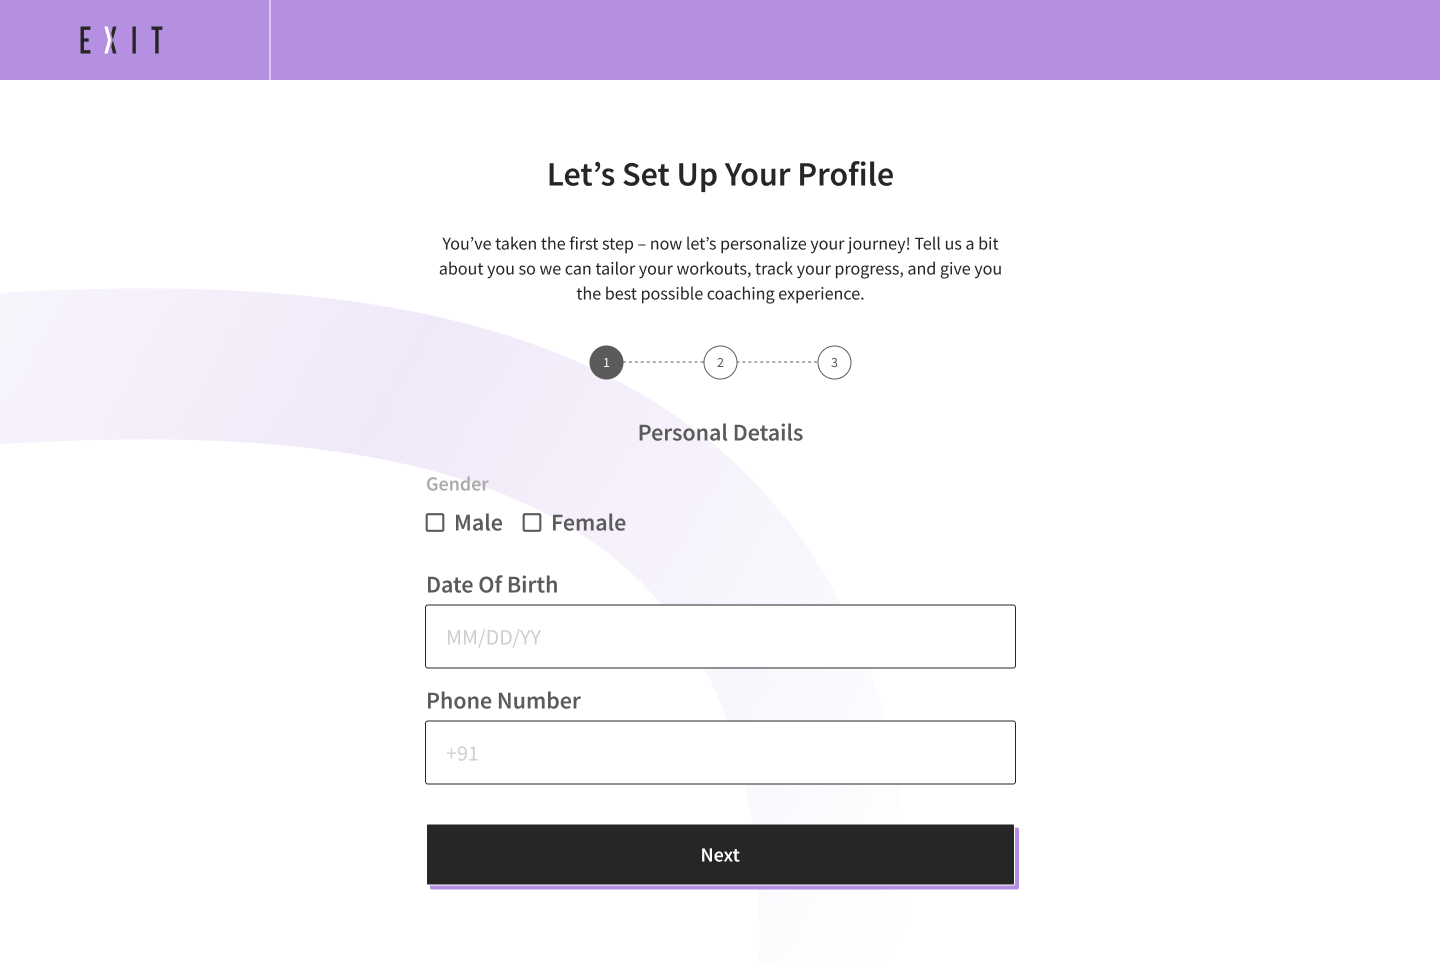 EXIT
Let’s Set Up Your Profile
You’ve taken the first step – now let’s personalize your journey! Tell us a bit
about you so we can tailor your workouts, track your progress, and give you
the best possible coaching experience.
1 2 3
Personal Details
Gender
Male Female
Date Of Birth
MM/DD/YY
Phone Number
+91
Next